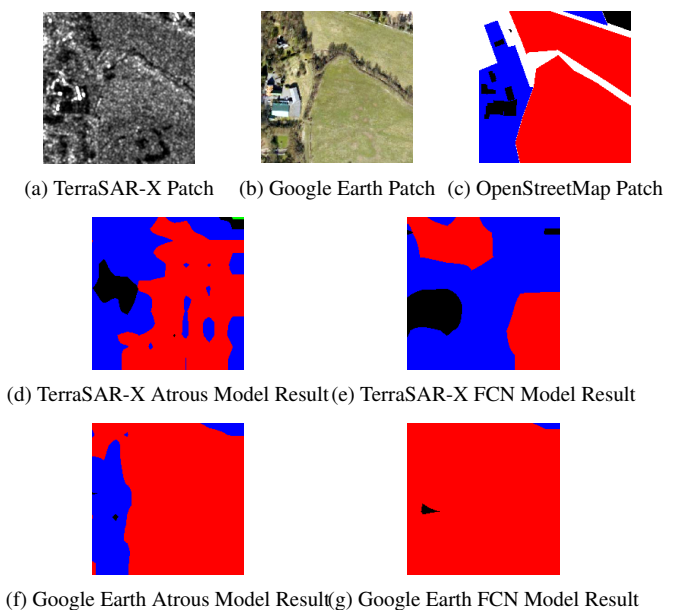 (a) TerraSAR-X Patch (b) Google Earth Patch (c) OpenStreetMap Patch
(d) TerraSAR-X Atrous Model Result(e) TerraSAR-X FCN Model Result
(f) Google Earth Atrous Model Result(g) Google Earth FCN Model Result